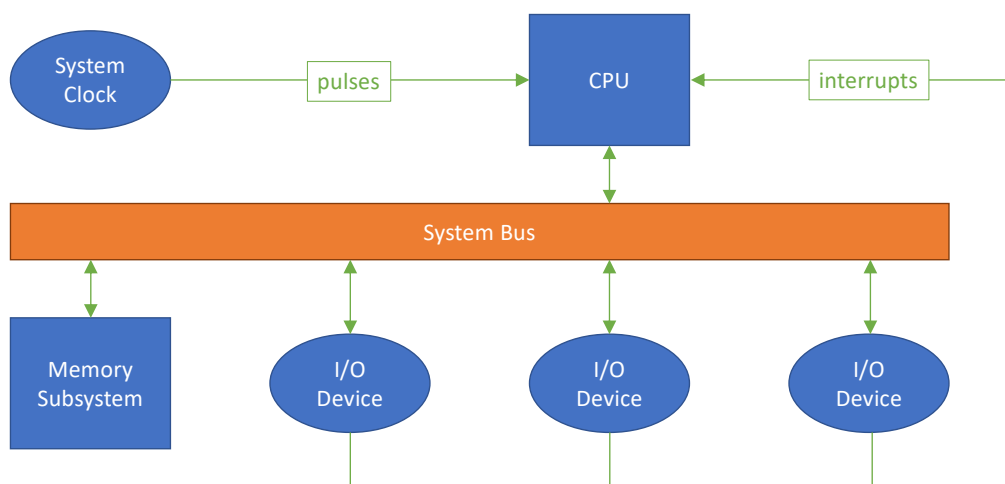 System
Clock
pulses
CPU
interrupts
System Bus
Memory
Subsystem
I/O
Device
I/O
Device
I/O
Device